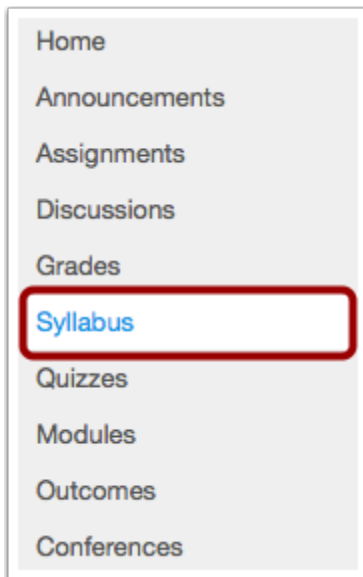 Home
Announcements
Assignments
Discussions
Grades
Syllabus
Quizzes
Modules
Outcomes
Conferences